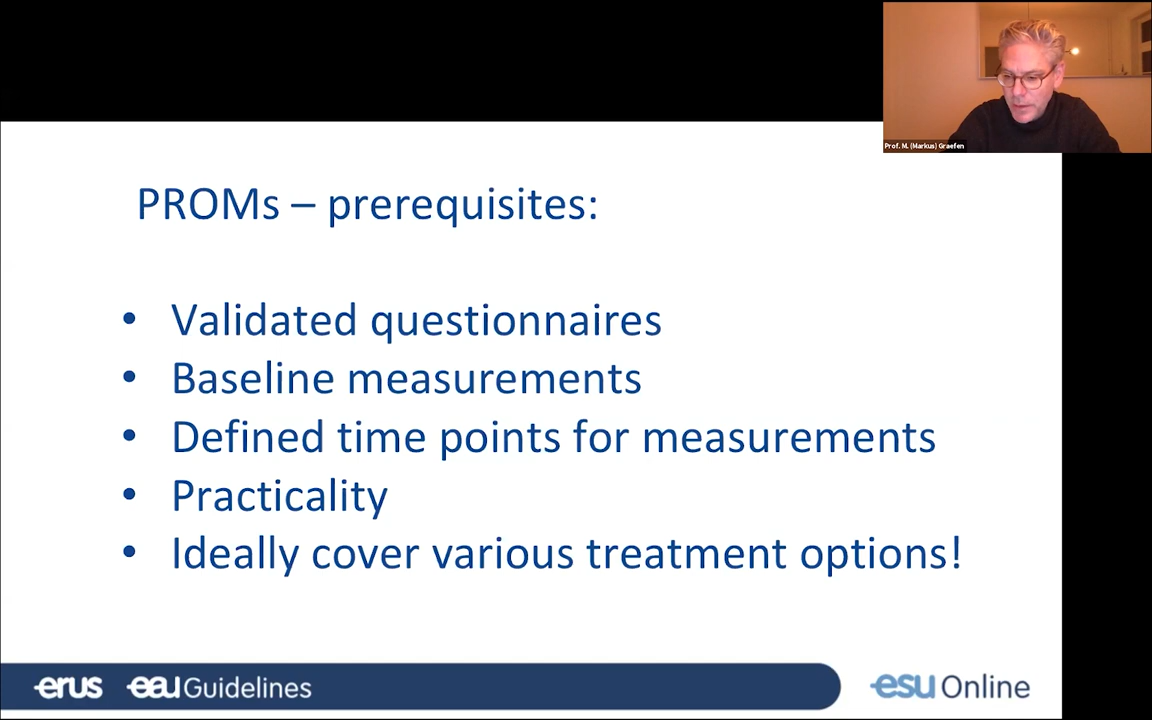 Prof. M. (Markus) Graefen
PROMs – prerequisites:
• Validated questionnaires
• Baseline measurements
• Defined time points for measurements
• Practicality
• Ideally cover various treatment options!
erus eau Guidelines
esu Online